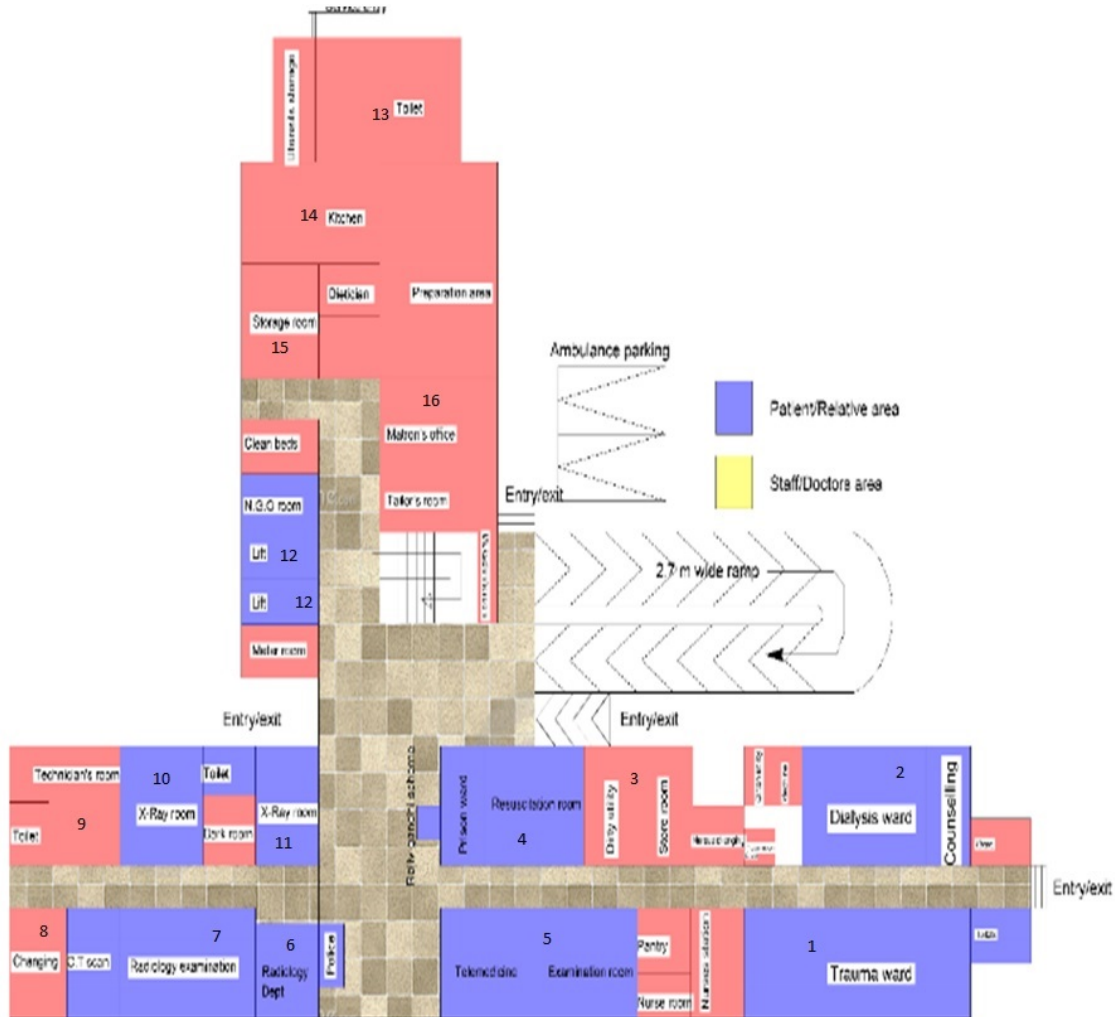 13
Toilet
14
Kitchen
Dietician
Preparation area
Storage room
15
Ambulance parking
16
Patient/Relative area
Matron's office
Clean beds
Staff/Doctors area
Tailor's room
Entry/exit
N.G.O room
Lift
12
2.7 m wide ramp
Lift
12
Meter room
Entry/exit
Entry/exit
Technician's room
10
Toilet
X-Ray room
X-Ray room
Dark room
9
Toilet
11
Prison ward
Resuscitation room
4
3
Dirty utility
Store room
2
Dialysis ward
Counselling
Entry/exit
8
Changing
C.T scan
7
Radiology examination
6
Radiology
Dept
Police
5
Telemedicine
Examination room
Pantry
Nurse room
Nurses station
1
Trauma ward